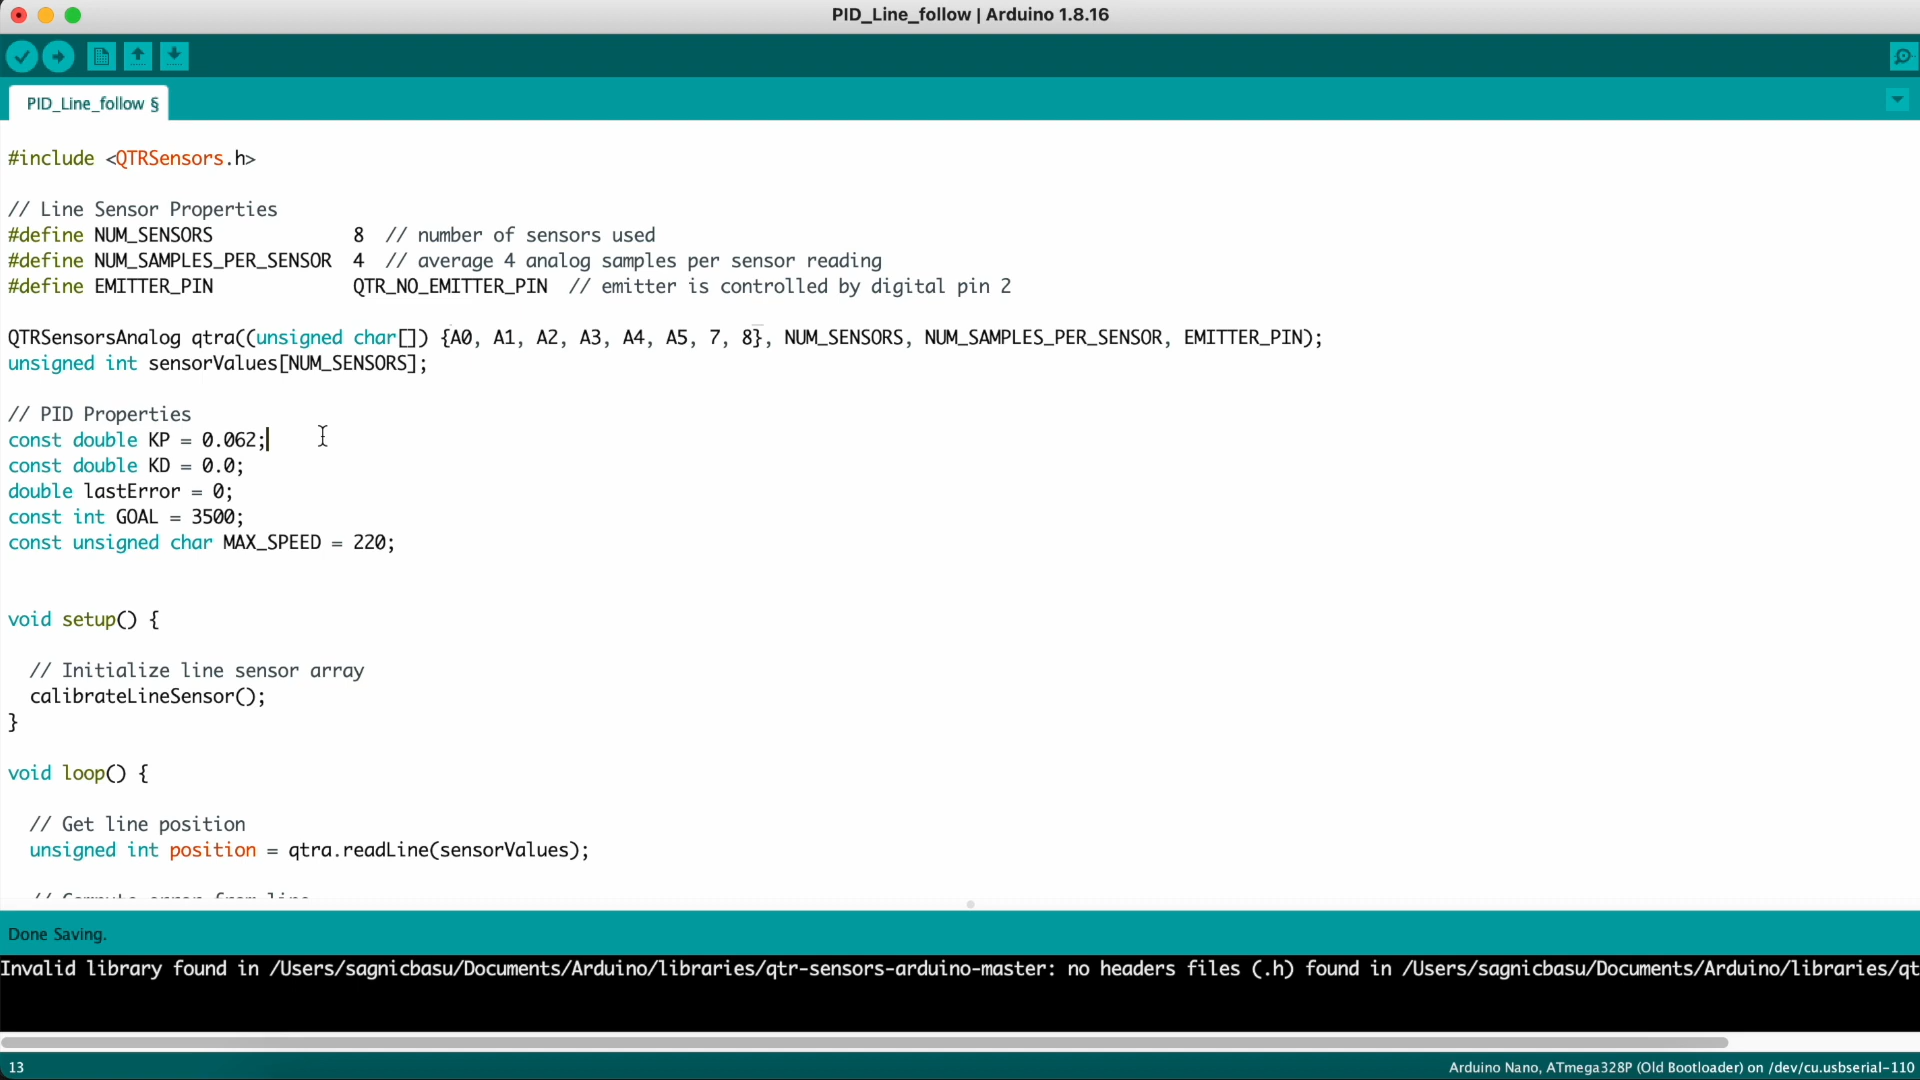 PID_Line_follow | Arduino 1.8.16
PID_Line_follow §
#include <QTRSensors.h>
// Line Sensor Properties
#define NUM_SENSORS 8 // number of sensors used
#define NUM_SAMPLES_PER_SENSOR 4 // average 4 analog samples per sensor reading
#define EMITTER_PIN QTR_NO_EMITTER_PIN // emitter is controlled by digital pin 2
QTRSensorsAnalog qtra((unsigned char[]) {A0, A1, A2, A3, A4, A5, 7, 8}, NUM_SENSORS, NUM_SAMPLES_PER_SENSOR, EMITTER_PIN);
unsigned int sensorValues[NUM_SENSORS];
// PID Properties
const double KP = 0.062;
const double KD = 0.0;
double lastError = 0;
const int GOAL = 3500;
const unsigned char MAX_SPEED = 220;
void setup() {
// Initialize line sensor array
calibrateLineSensor();
}
void loop() {
// Get line position
unsigned int position = qtra.readLine(sensorValues);
// Compute error from line
Done Saving.
Invalid library found in /Users/sagnicbasu/Documents/Arduino/libraries/qtr-sensors-arduino-master: no headers files (.h) found in /Users/sagnicbasu/Documents/Arduino/libraries/qt
13
Arduino Nano, ATmega328P (Old Bootloader) on /dev/cu.usbserial-110